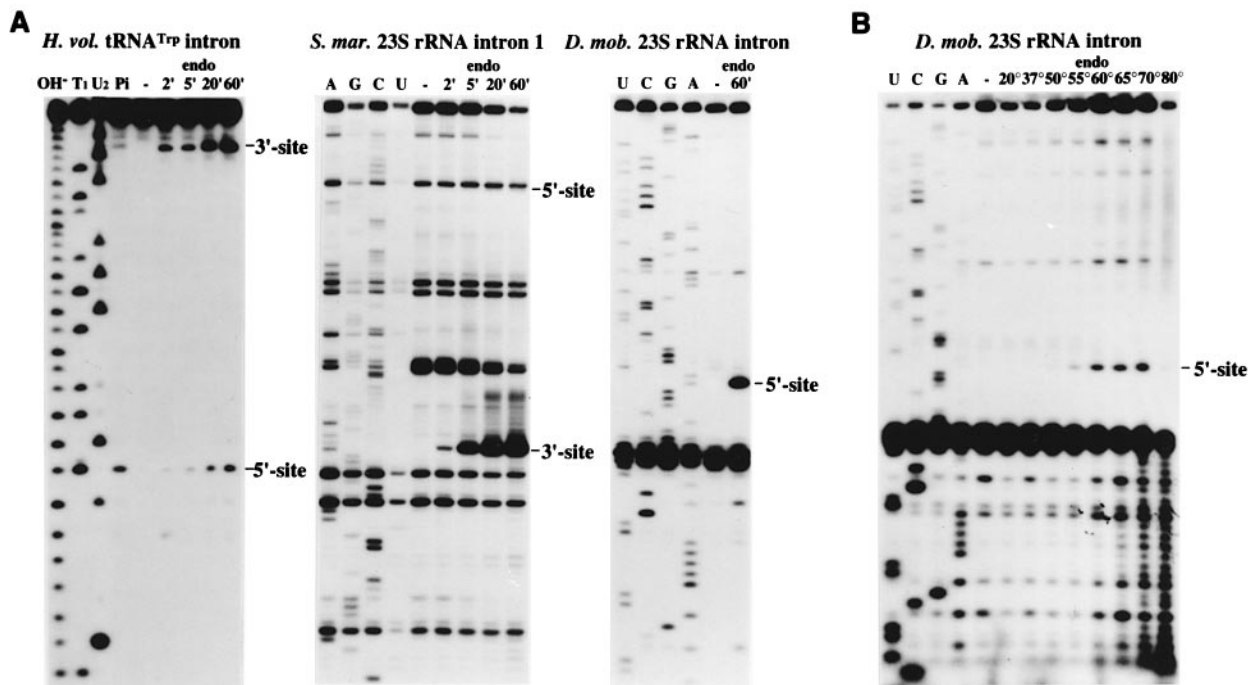 A
B
H. vol. tRNATrp intron
S. mar. 23S rRNA intron 1
D. mob. 23S rRNA intron
D. mob. 23S rRNA intron
endo
endo
endo
endo
OH- T1 U2 Pi - 2' 5' 20' 60'
A G C U - 2' 5' 20' 60'
U C G A - 60'
U C G A - 20° 37° 50° 55° 60° 65° 70° 80°
3'-site
5'-site
5'-site
3'-site
5'-site
5'-site